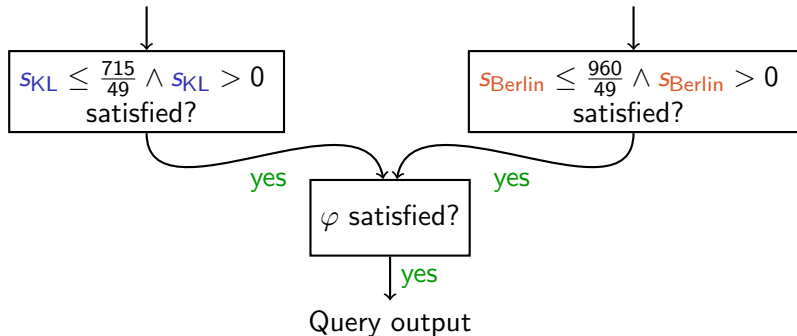 s_KL ≤ 715/49 ∧ s_KL > 0
satisfied?
s_Berlin ≤ 960/49 ∧ s_Berlin > 0
satisfied?
yes
yes
φ satisfied?
yes
Query output